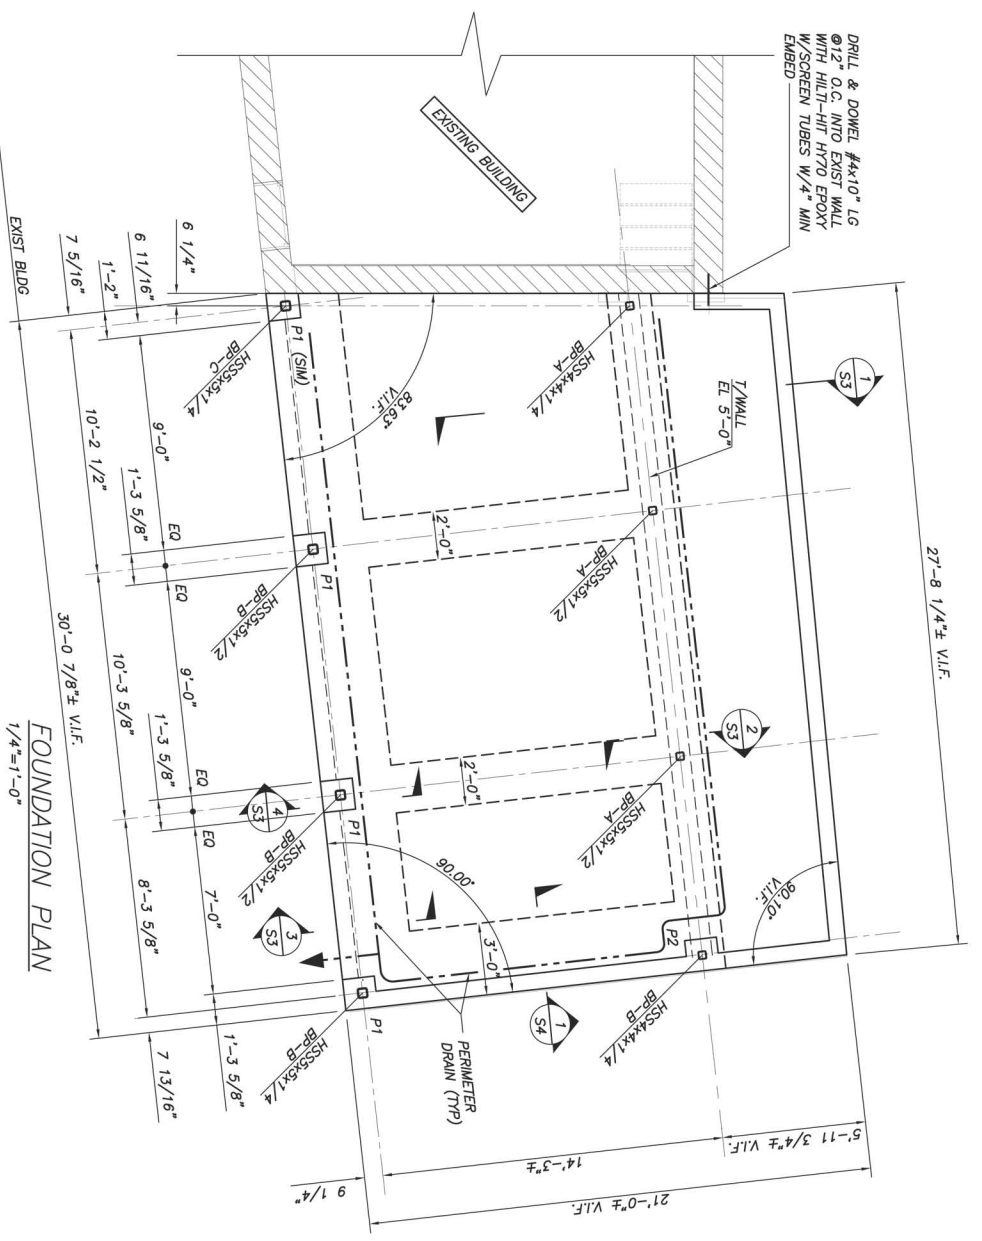 DRILL & DOWEL #4x10" LG
@12" O.C. INTO EXIST WALL
WITH HILTI-HIT HY70 EPOXY
W/SCREEN TUBES W/4" MIN
EMBED
EXISTING BUILDING
1
S3
27'-8 1/4"± V.I.F.
T/WALL
EL 5'-0"
HSS4x4x1/4
BP-A
HSS5x5x1/2
BP-A
HSS5x5x1/2
BP-A
HSS4x4x1/4
BP-B
2
S3
90.10°
V.I.F.
P2
83.63°
V.I.F.
2'-0"
2'-0"
3'-0"
90.00°
P1 (SIM)
HSS5x5x1/4
BP-C
P1
HSS5x5x1/2
BP-B
P1
HSS5x5x1/2
BP-B
P1
HSS5x5x1/4
BP-B
4
S3
3
S3
1
S4
PERIMETER
DRAIN (TYP)
6 1/4"
6 11/16"
1'-2"
7 5/16"
EXIST BLDG
9'-0"
1'-3 5/8"
EQ
EQ
9'-0"
1'-3 5/8"
EQ
EQ
7'-0"
1'-3 5/8"
10'-2 1/2"
10'-3 5/8"
8'-3 5/8"
7 13/16"
30'-0 7/8"± V.I.F.
5'-11 3/4"± V.I.F.
14'-3"±
9 1/4"
21'-0"± V.I.F.
FOUNDATION PLAN
1/4"=1'-0"